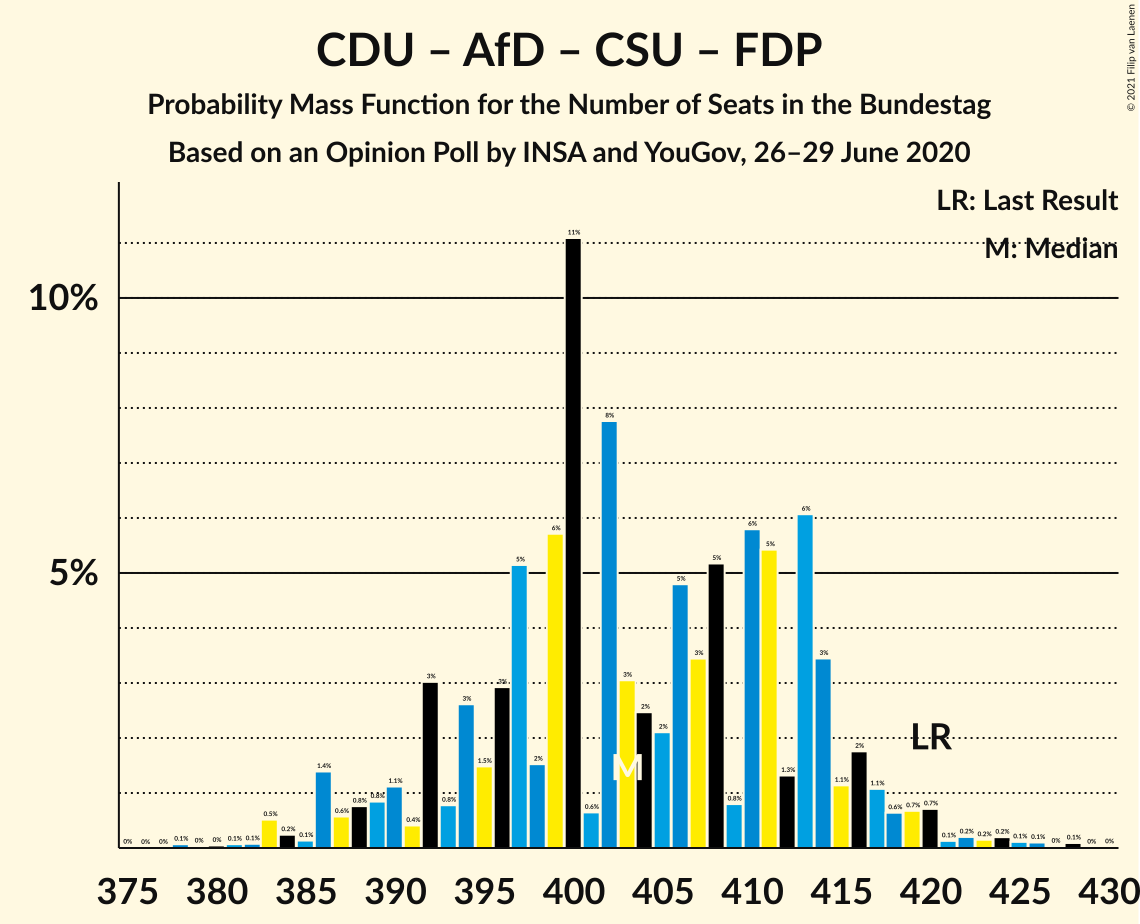 CDU – AfD – CSU – FDP
Probability Mass Function for the Number of Seats in the Bundestag
Based on an Opinion Poll by INSA and YouGov, 26–29 June 2020
© 2021 Filip van Laenen
LR: Last Result
M: Median
10%
5%
0% 0% 0% 0.1% 0% 0% 0.1% 0.1% 0.5% 0.2% 0.1% 1.4% 0.6% 0.8% 0.8% 1.1% 0.4% 3% 0.8% 3% 1.5% 3% 5% 2% 6% 11% 0.6% 8% 3% 2% 2% 5% 3% 5% 0.8% 6% 5% 1.3% 6% 3% 1.1% 2% 1.1% 0.6% 0.7% 0.7% 0.1% 0.2% 0.2% 0.2% 0.1% 0.1% 0% 0.1% 0% 0%
M
LR
375 380 385 390 395 400 405 410 415 420 425 430